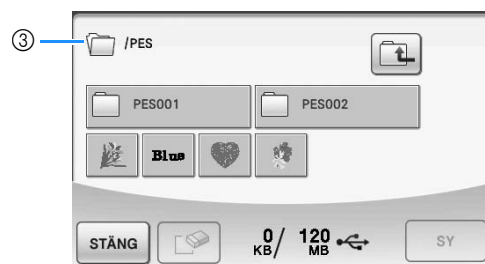 ③ /PES
PES001 PES002
Blue
STÄNG 0 KB / 120 MB SY